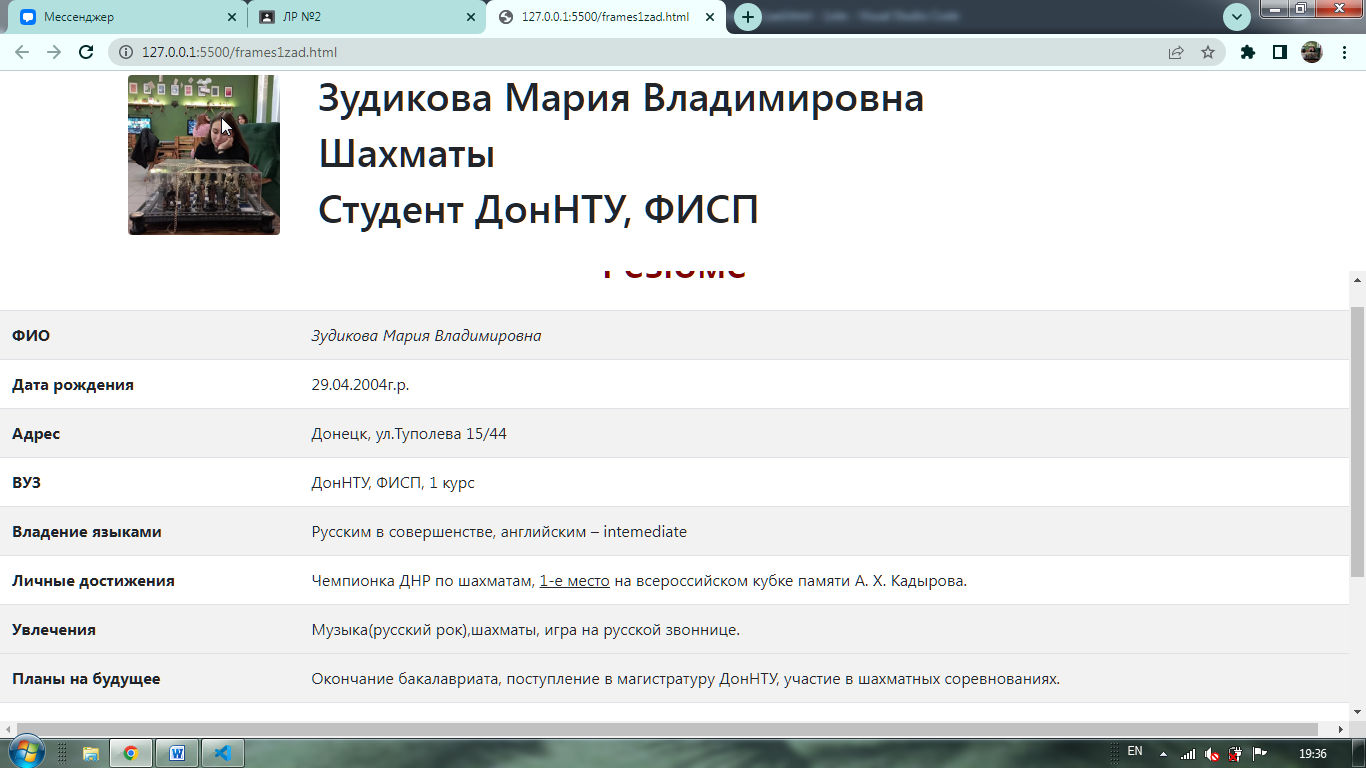 Мессенджер
ЛР №2
127.0.0.1:5500/frames1zad.html
127.0.0.1:5500/frames1zad.html
Зудикова Мария Владимировна
Шахматы
Студент ДонНТУ, ФИСП
Резюме
ФИО Зудикова Мария Владимировна
Дата рождения 29.04.2004г.р.
Адрес Донецк, ул.Туполева 15/44
ВУЗ ДонНТУ, ФИСП, 1 курс
Владение языками Русским в совершенстве, английским – intemediate
Личные достижения Чемпионка ДНР по шахматам, 1-е место на всероссийском кубке памяти А. Х. Кадырова.
Увлечения Музыка(русский рок),шахматы, игра на русской звоннице.
Планы на будущее Окончание бакалавриата, поступление в магистратуру ДонНТУ, участие в шахматных соревнованиях.
EN 19:36